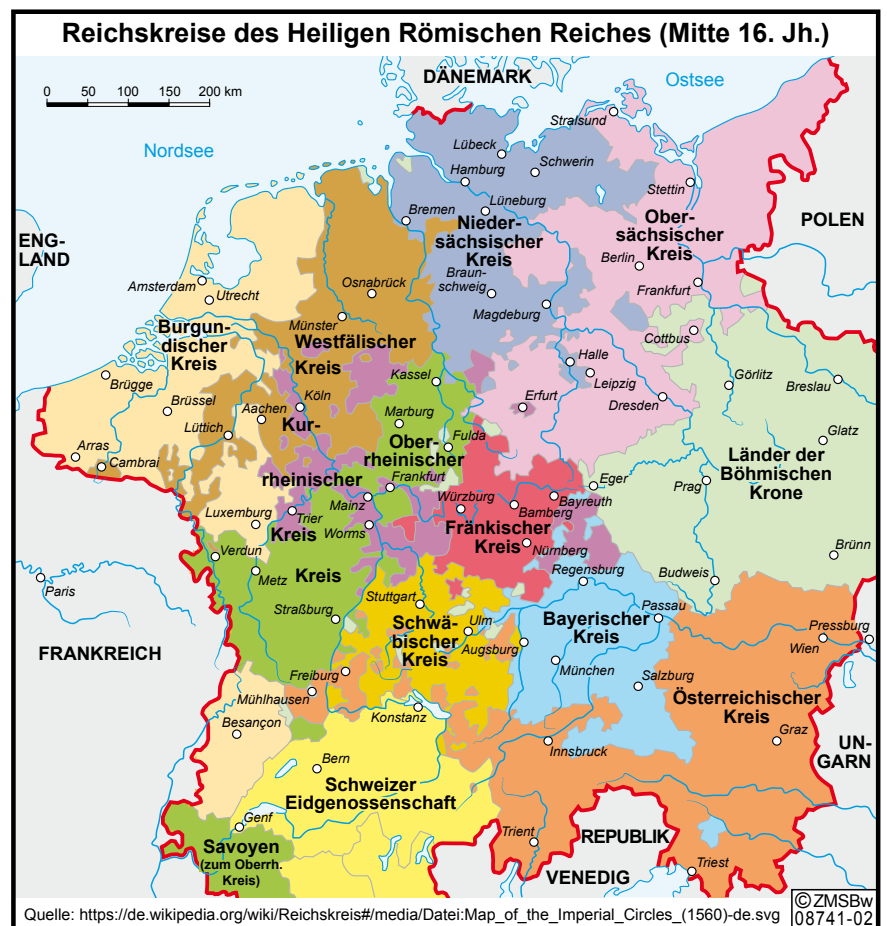 Reichskreise des Heiligen Römischen Reiches (Mitte 16. Jh.)
0 50 100 150 200 km
DÄNEMARK
Ostsee
Nordsee
Stralsund
Lübeck
Schwerin
Hamburg
Stettin
Lüneburg
Bremen
POLEN
Nieder-
sächsischer
Kreis
Ober-
sächsischer
Kreis
ENG-
LAND
Berlin
Amsterdam
Utrecht
Osnabrück
Braun-
schweig
Frankfurt
Magdeburg
Münster
Burgun-
discher
Kreis
Westfälischer
Kreis
Cottbus
Halle
Leipzig
Kassel
Görlitz
Breslau
Brügge
Brüssel
Aachen
Köln
Erfurt
Dresden
Lüttich
Kur-
Marburg
Ober-
rheinischer
Fulda
Glatz
Arras
Cambrai
Länder der
Böhmischen
Krone
rheinischer
Frankfurt
Eger
Prag
Mainz
Würzburg
Bayreuth
Bamberg
Luxemburg
Trier
Worms
Fränkischer
Kreis
Kreis
Nürnberg
Verdun
Brünn
Metz
Kreis
Regensburg
Budweis
Paris
Stuttgart
Straßburg
Passau
Schwä-
bischer
Kreis
Ulm
Augsburg
Bayerischer
Kreis
Pressburg
Wien
FRANKREICH
Freiburg
München
Salzburg
Mühlhausen
Österreichischer
Kreis
Konstanz
Besançon
Graz
Innsbruck
UN-
GARN
Bern
Schweizer
Eidgenossenschaft
Genf
Savoyen
(zum Oberrh.
Kreis)
Trient
REPUBLIK
VENEDIG
Triest
Quelle: https://de.wikipedia.org/wiki/Reichskreis#/media/Datei:Map_of_the_Imperial_Circles_(1560)-de.svg
©ZMSBw
08741-02